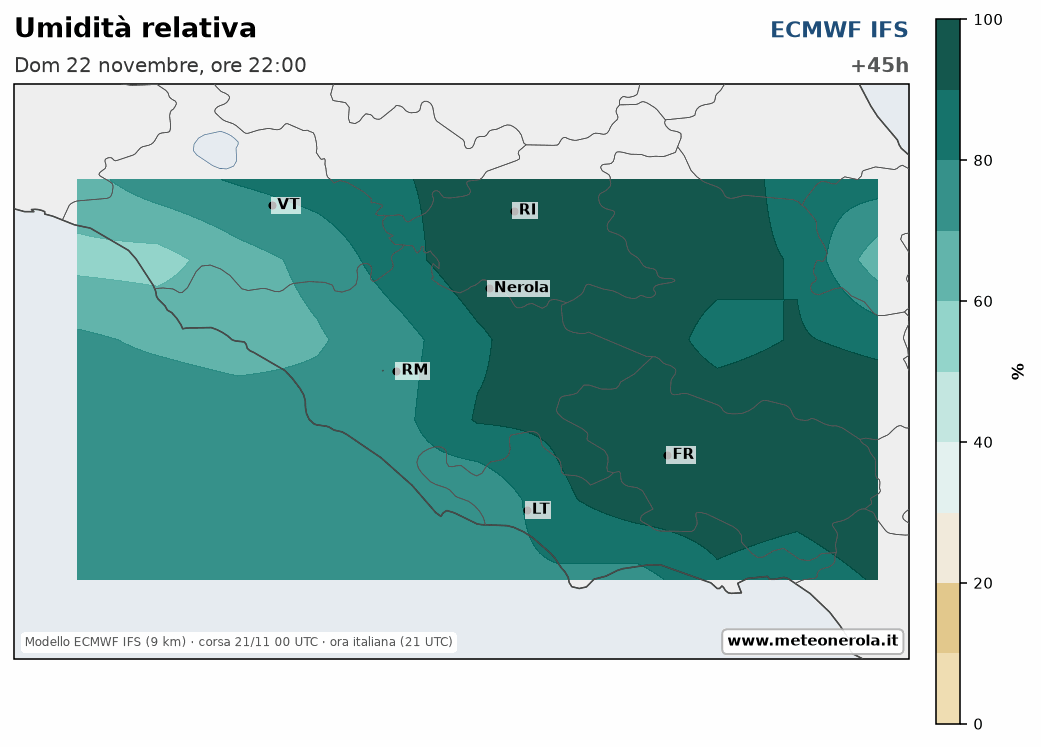 Umidità relativa
ECMWF IFS
Dom 22 novembre, ore 22:00
+45h
VT
RI
Nerola
RM
FR
LT
100
80
60
40
20
0
%
Modello ECMWF IFS (9 km) · corsa 21/11 00 UTC · ora italiana (21 UTC)
www.meteonerola.it